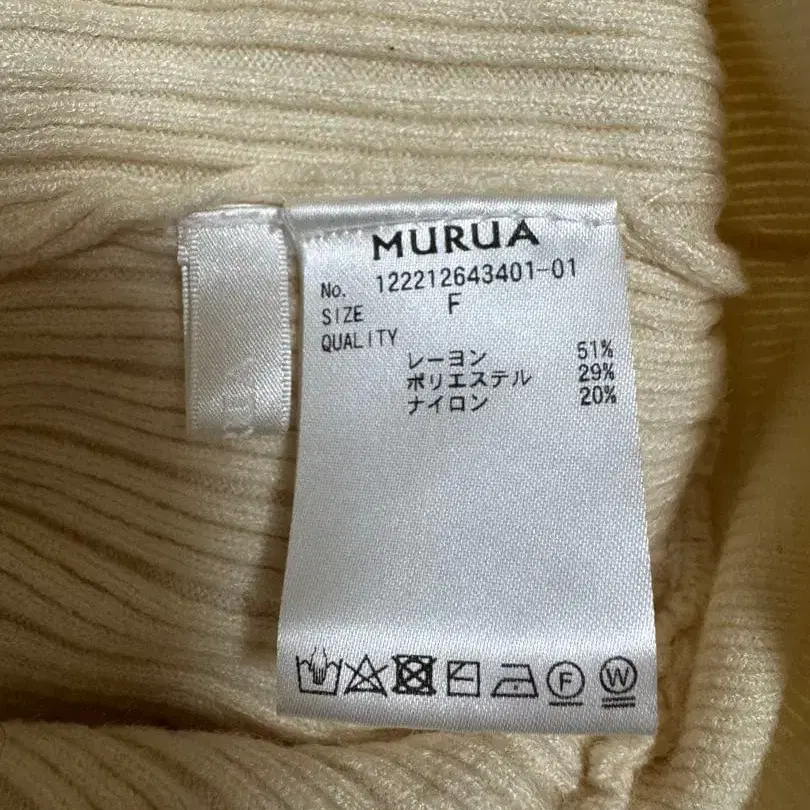 MURUA
No. 122212643401-01
SIZE F
QUALITY
レーヨン 51%
ポリエステル 29%
ナイロン 20%
F W